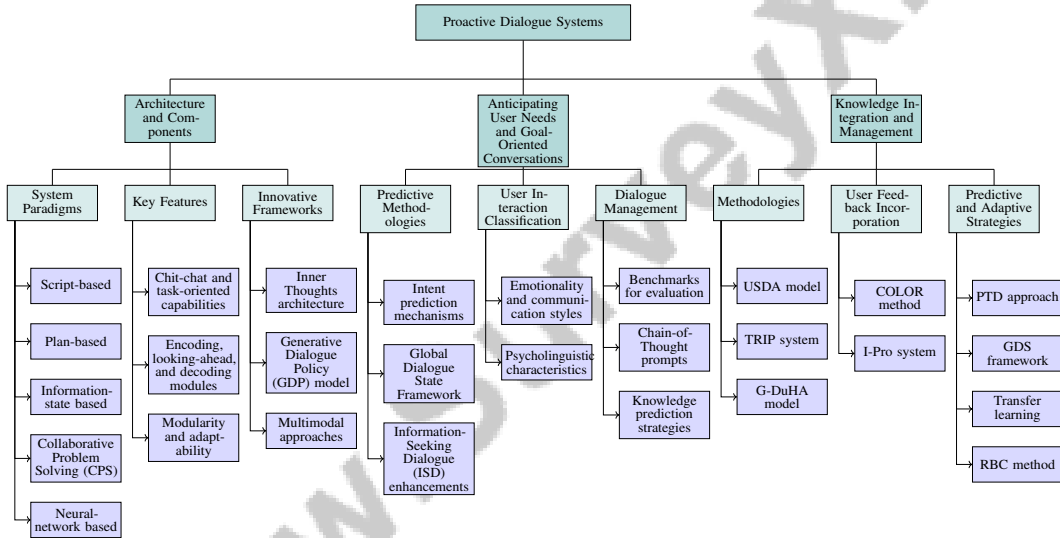 Proactive Dialogue Systems
Architecture
and Com-
ponents
Anticipating
User Needs
and Goal-
Oriented
Conversations
Knowledge In-
tegration and
Management
System
Paradigms
Key Features
Innovative
Frameworks
Predictive
Method-
ologies
User In-
teraction
Classification
Dialogue
Management
Methodologies
User Feed-
back Incor-
poration
Predictive
and Adaptive
Strategies
Script-based
Plan-based
Information-
state based
Collaborative
Problem
Solving (CPS)
Neural-
network based
Chit-chat and
task-oriented
capabilities
Encoding,
looking-ahead,
and decoding
modules
Modularity
and adapt-
ability
Inner
Thoughts
architecture
Generative
Dialogue
Policy
(GDP) model
Multimodal
approaches
Intent
prediction
mechanisms
Global
Dialogue
State
Framework
Information-
Seeking
Dialogue
(ISD)
enhancements
Emotionality
and communi-
cation styles
Psycholinguistic
characteristics
Benchmarks
for evaluation
Chain-of-
Thought
prompts
Knowledge
prediction
strategies
USDA model
TRIP system
G-DuHA
model
COLOR
method
I-Pro system
PTD approach
GDS
framework
Transfer
learning
RBC method